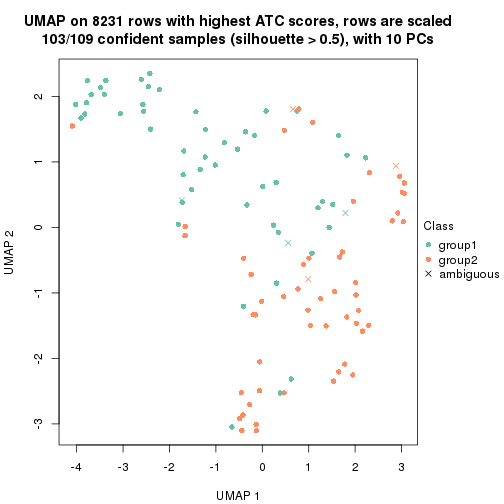 UMAP on 8231 rows with highest ATC scores, rows are scaled
103/109 confident samples (silhouette > 0.5), with 10 PCs
2
1
0
-1
-2
-3
UMAP 2
-4 -3 -2 -1 0 1 2 3
UMAP 1
Class
group1
group2
ambiguous